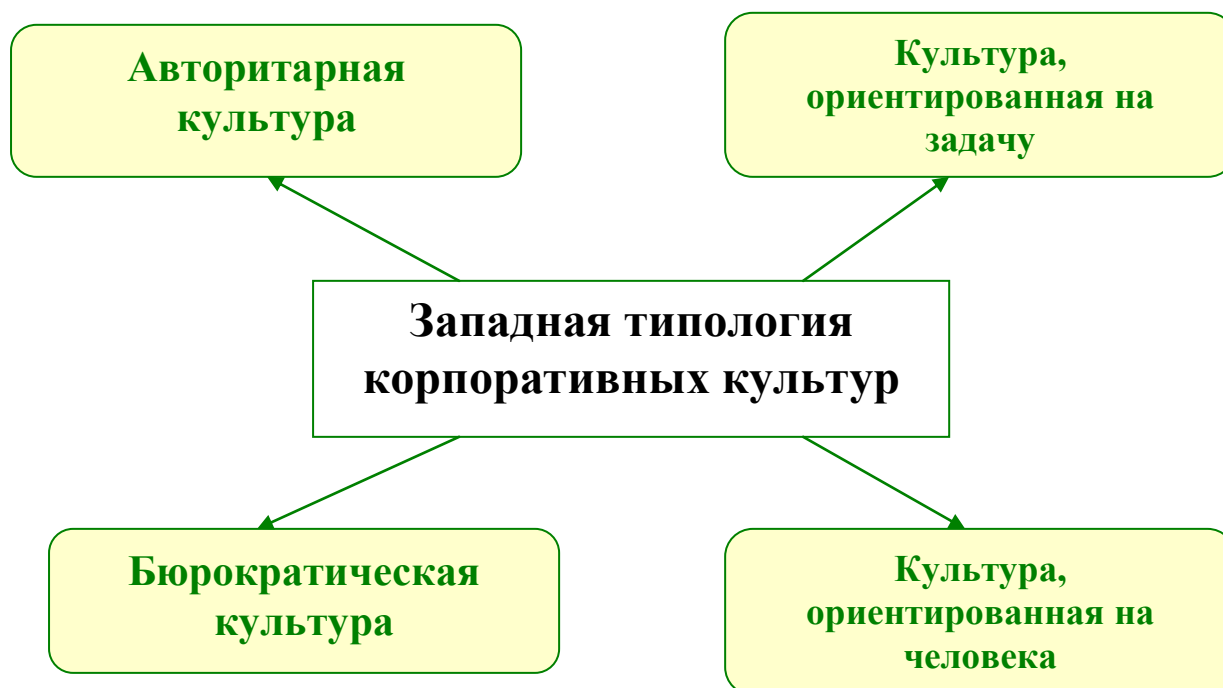 Авторитарная
культура
Культура,
ориентированная на
задачу
Западная типология
корпоративных культур
Бюрократическая
культура
Культура,
ориентированная на
человека